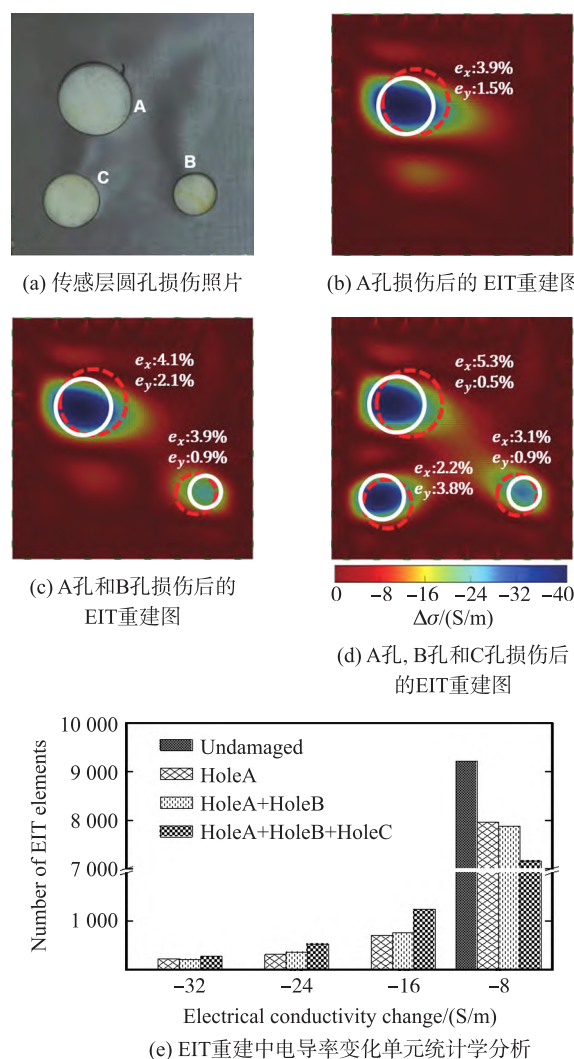 A
B
C
(a) 传感层圆孔损伤照片
eₓ:3.9%
e_y:1.5%
(b) A孔损伤后的 EIT重建图
eₓ:4.1%
e_y:2.1%
eₓ:3.9%
e_y:0.9%
(c) A孔和B孔损伤后的
EIT重建图
eₓ:5.3%
e_y:0.5%
eₓ:3.1%
e_y:0.9%
eₓ:2.2%
e_y:3.8%
0 −8 −16 −24 −32 −40
Δσ/(S/m)
(d) A孔, B孔和C孔损伤后
的EIT重建图
10 000
9 000
8 000
7 000
1 000
Number of EIT elements
Undamaged
HoleA
HoleA+HoleB
HoleA+HoleB+HoleC
−32 −24 −16 −8
Electrical conductivity change/(S/m)
(e) EIT重建中电导率变化单元统计学分析